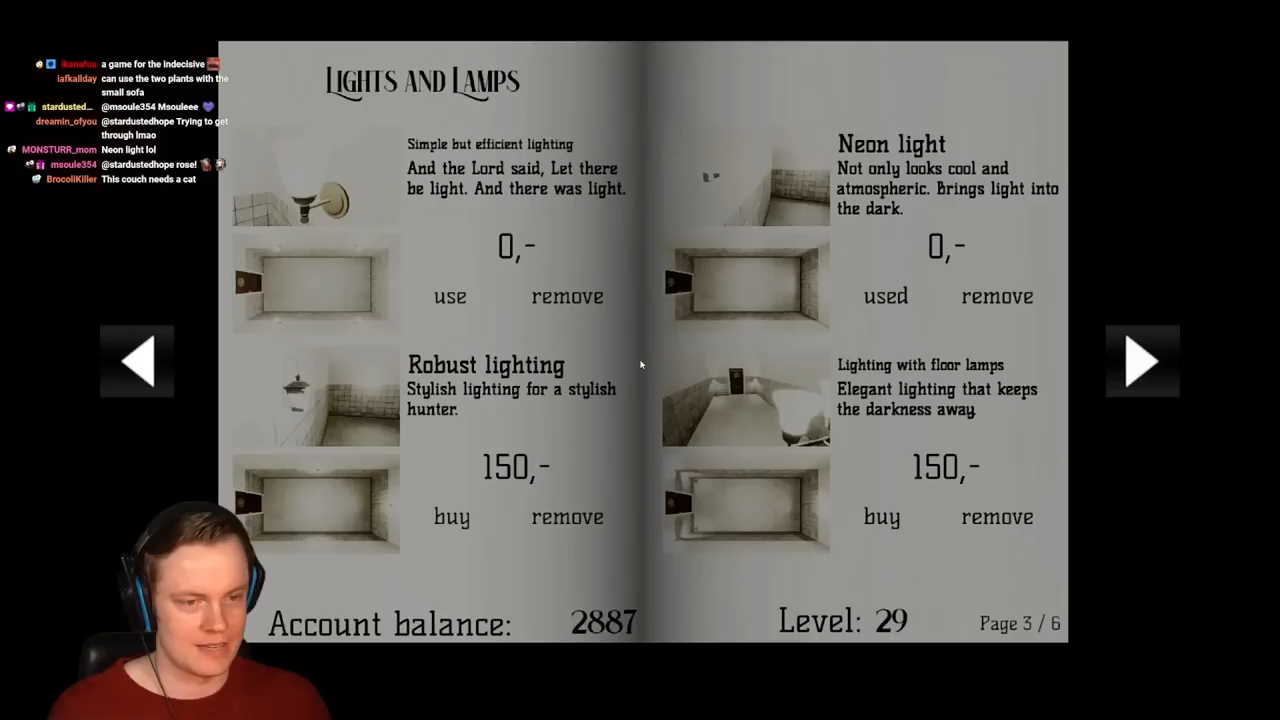 ikanatuu a game for the indecisive
iafkallday can use the two plants with the
small sofa
stardusted... @msoule354 Msouleee
dreamin_ofyou @stardustedhope Trying to get
through lmao
MONSTURR_mom Neon light lol
msoule354 @stardustedhope rose!
BrocoliKiller This couch needs a cat
Lights and Lamps
Simple but efficient lighting
And the Lord said, Let there
be light. And there was light.
0,-
use remove
Robust lighting
Stylish lighting for a stylish
hunter.
150,-
buy remove
Neon light
Not only looks cool and
atmospheric. Brings light into
the dark.
0,-
used remove
Lighting with floor lamps
Elegant lighting that keeps
the darkness away.
150,-
buy remove
Account balance: 2887
Level: 29
Page 3 / 6